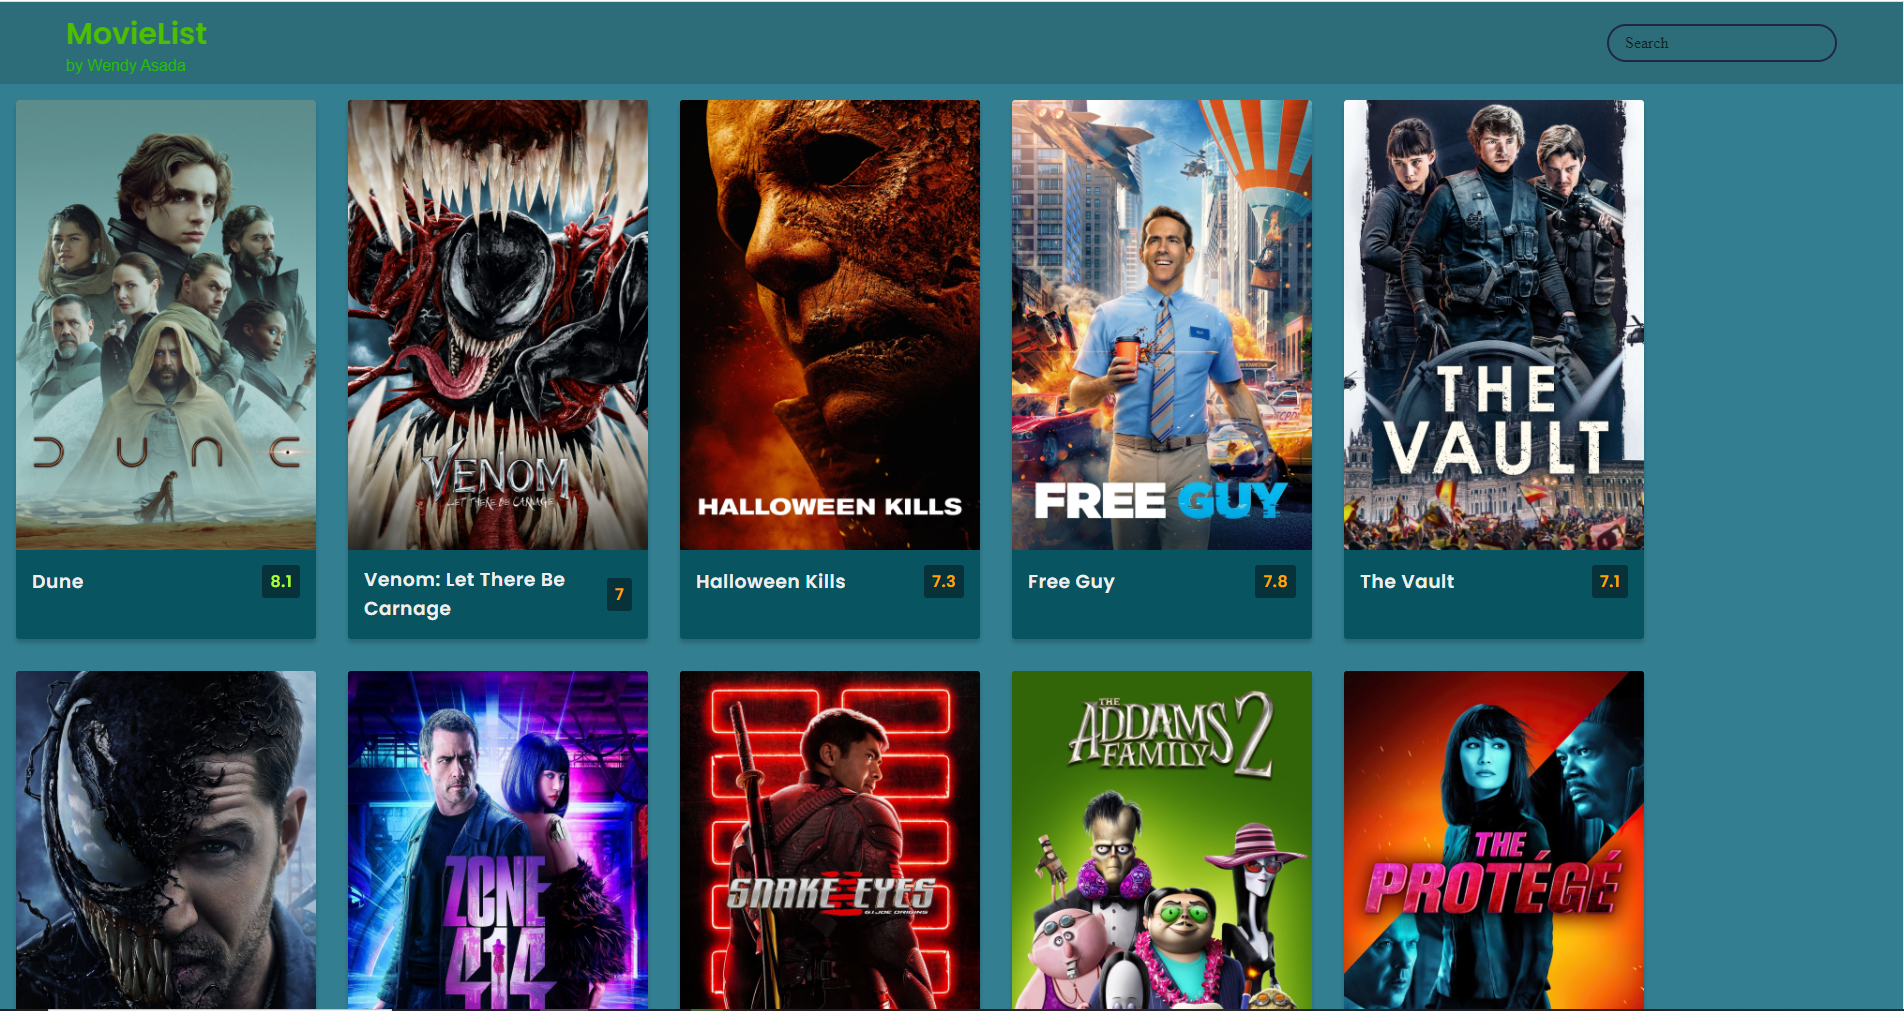 MovieList
by Wendy Asada
Search
DUNE
VENOM
LET THERE BE CARNAGE
HALLOWEEN KILLS
FREE GUY
THE
VAULT
Dune
8.1
Venom: Let There Be
Carnage
7
Halloween Kills
7.3
Free Guy
7.8
The Vault
7.1
ZONE
414
SNAKE EYES
G.I. JOE ORIGINS
THE
ADDAMS
FAMILY 2
THE
PROTÉGÉ